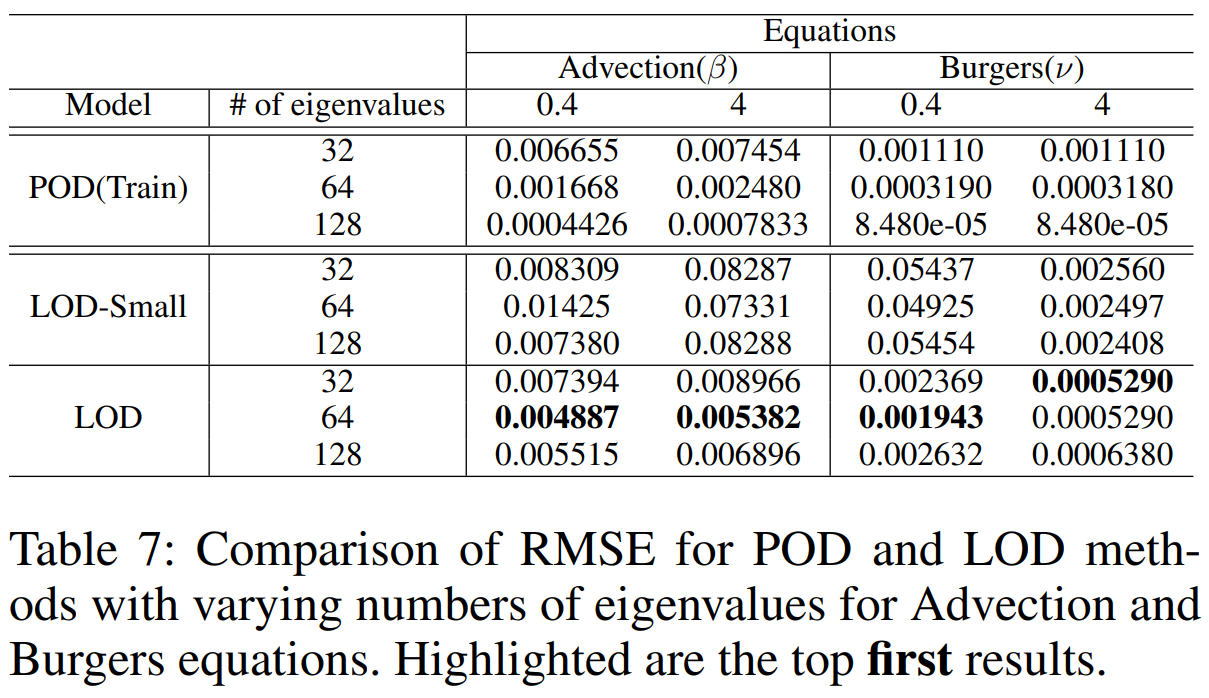 Equations
Advection(β) Burgers(ν)
Model # of eigenvalues 0.4 4 0.4 4
32 0.006655 0.007454 0.001110 0.001110
POD(Train) 64 0.001668 0.002480 0.0003190 0.0003180
128 0.0004426 0.0007833 8.480e-05 8.480e-05
32 0.008309 0.08287 0.05437 0.002560
LOD-Small 64 0.01425 0.07331 0.04925 0.002497
128 0.007380 0.08288 0.05454 0.002408
32 0.007394 0.008966 0.002369 0.0005290
LOD 64 0.004887 0.005382 0.001943 0.0005290
128 0.005515 0.006896 0.002632 0.0006380
Table 7: Comparison of RMSE for POD and LOD meth-
ods with varying numbers of eigenvalues for Advection and
Burgers equations. Highlighted are the top first results.